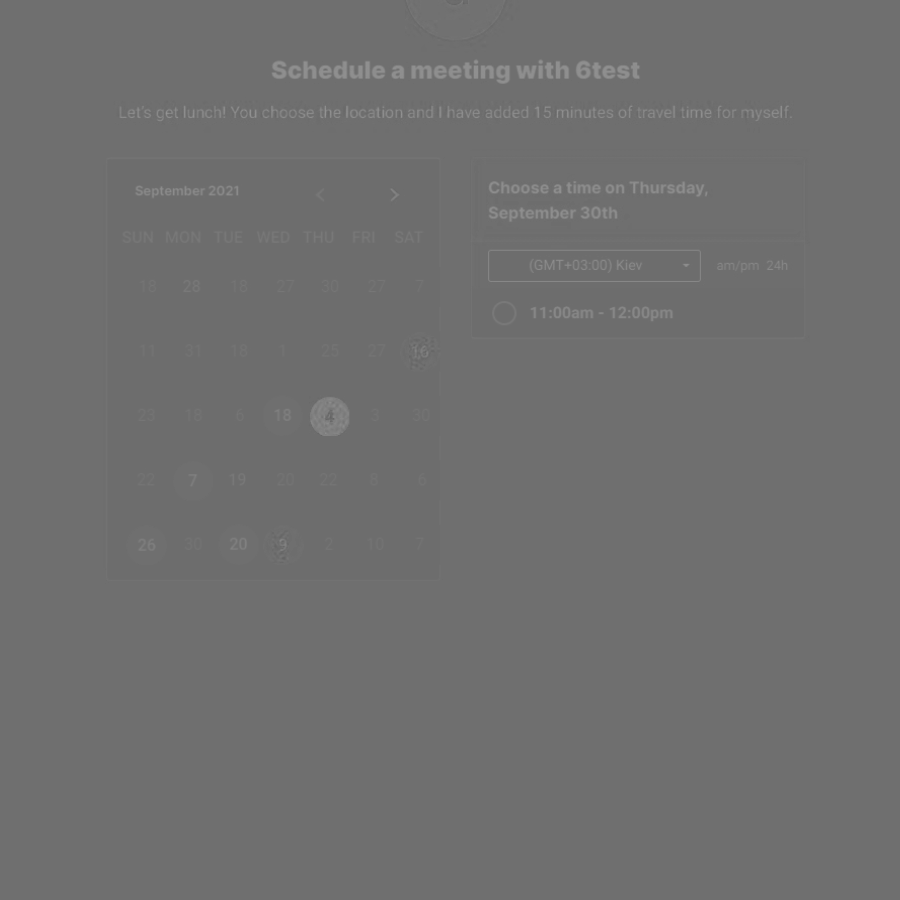 Schedule a meeting with 6test
Let's get lunch! You choose the location and I have added 15 minutes of travel time for myself.
September 2021
SUN MON TUE WED THU FRI SAT
18 28 18 27 30 27 7
11 31 18 1 25 27 16
23 15 6 18 4 3 30
22 7 19 20 22 8 6
26 30 20 9 2 10 7
Choose a time on Thursday,
September 30th
(GMT+03:00) Kiev am/pm 24h
11:00am - 12:00pm